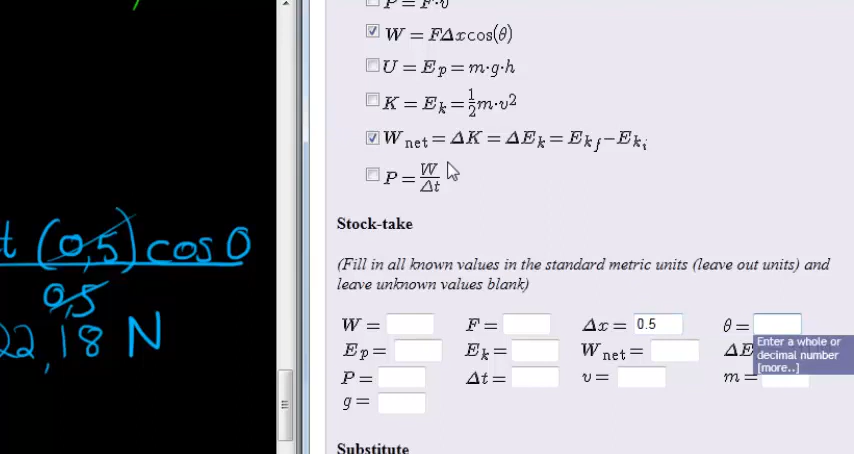 P = F·v
W = FΔxcos(θ)
U = Ep = m·g·h
K = Ek = 1/2 m·v²
Wnet = ΔK = ΔEk = Ekf − Eki
P = W/Δt
Stock-take
(Fill in all known values in the standard metric units (leave out units) and
leave unknown values blank)
W = F = Δx = 0.5 θ =
Ep = Ek = Wnet = ΔE
P = Δt = v = m =
g =
Enter a whole or
decimal number
[more..]
Substitute
t (0,5) cos 0
0,5
22,18 N